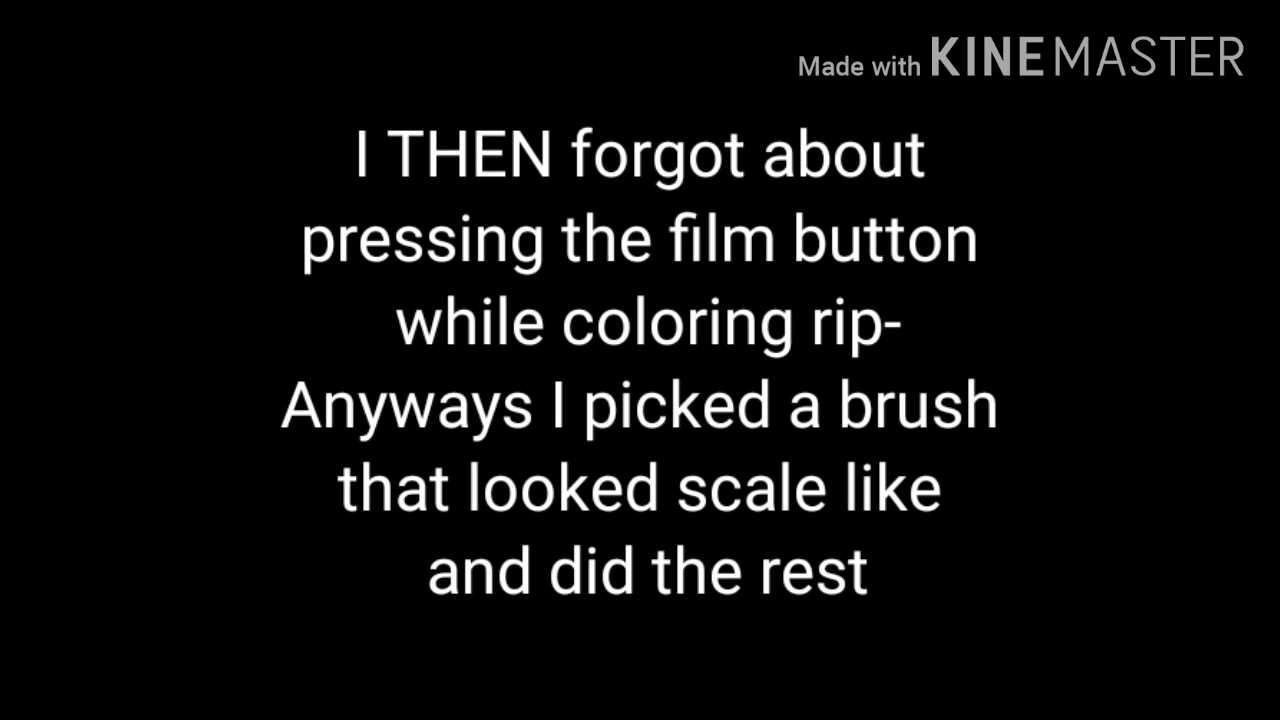 Made with KINEMASTER
I THEN forgot about
pressing the film button
while coloring rip-
Anyways I picked a brush
that looked scale like
and did the rest